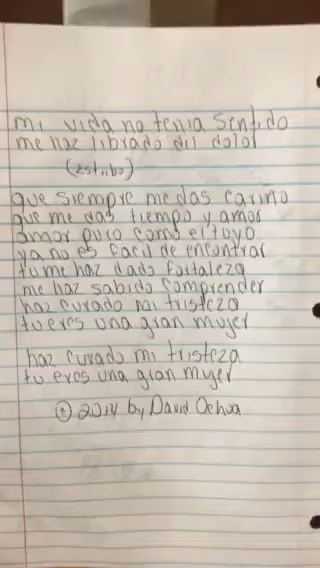 mi vida no tenia sentido
me haz librado del dolor
(Estribo)
que siempre me das cariño
que me das tiempo y amor
amor puro como el tuyo
ya no es facil de encontrar
tu me haz dado fortaleza
me haz sabido comprender
haz curado mi tristeza
tu eres una gran mujer
haz curado mi tristeza
tu eres una gran mujer
© 2014 by David Ochoa